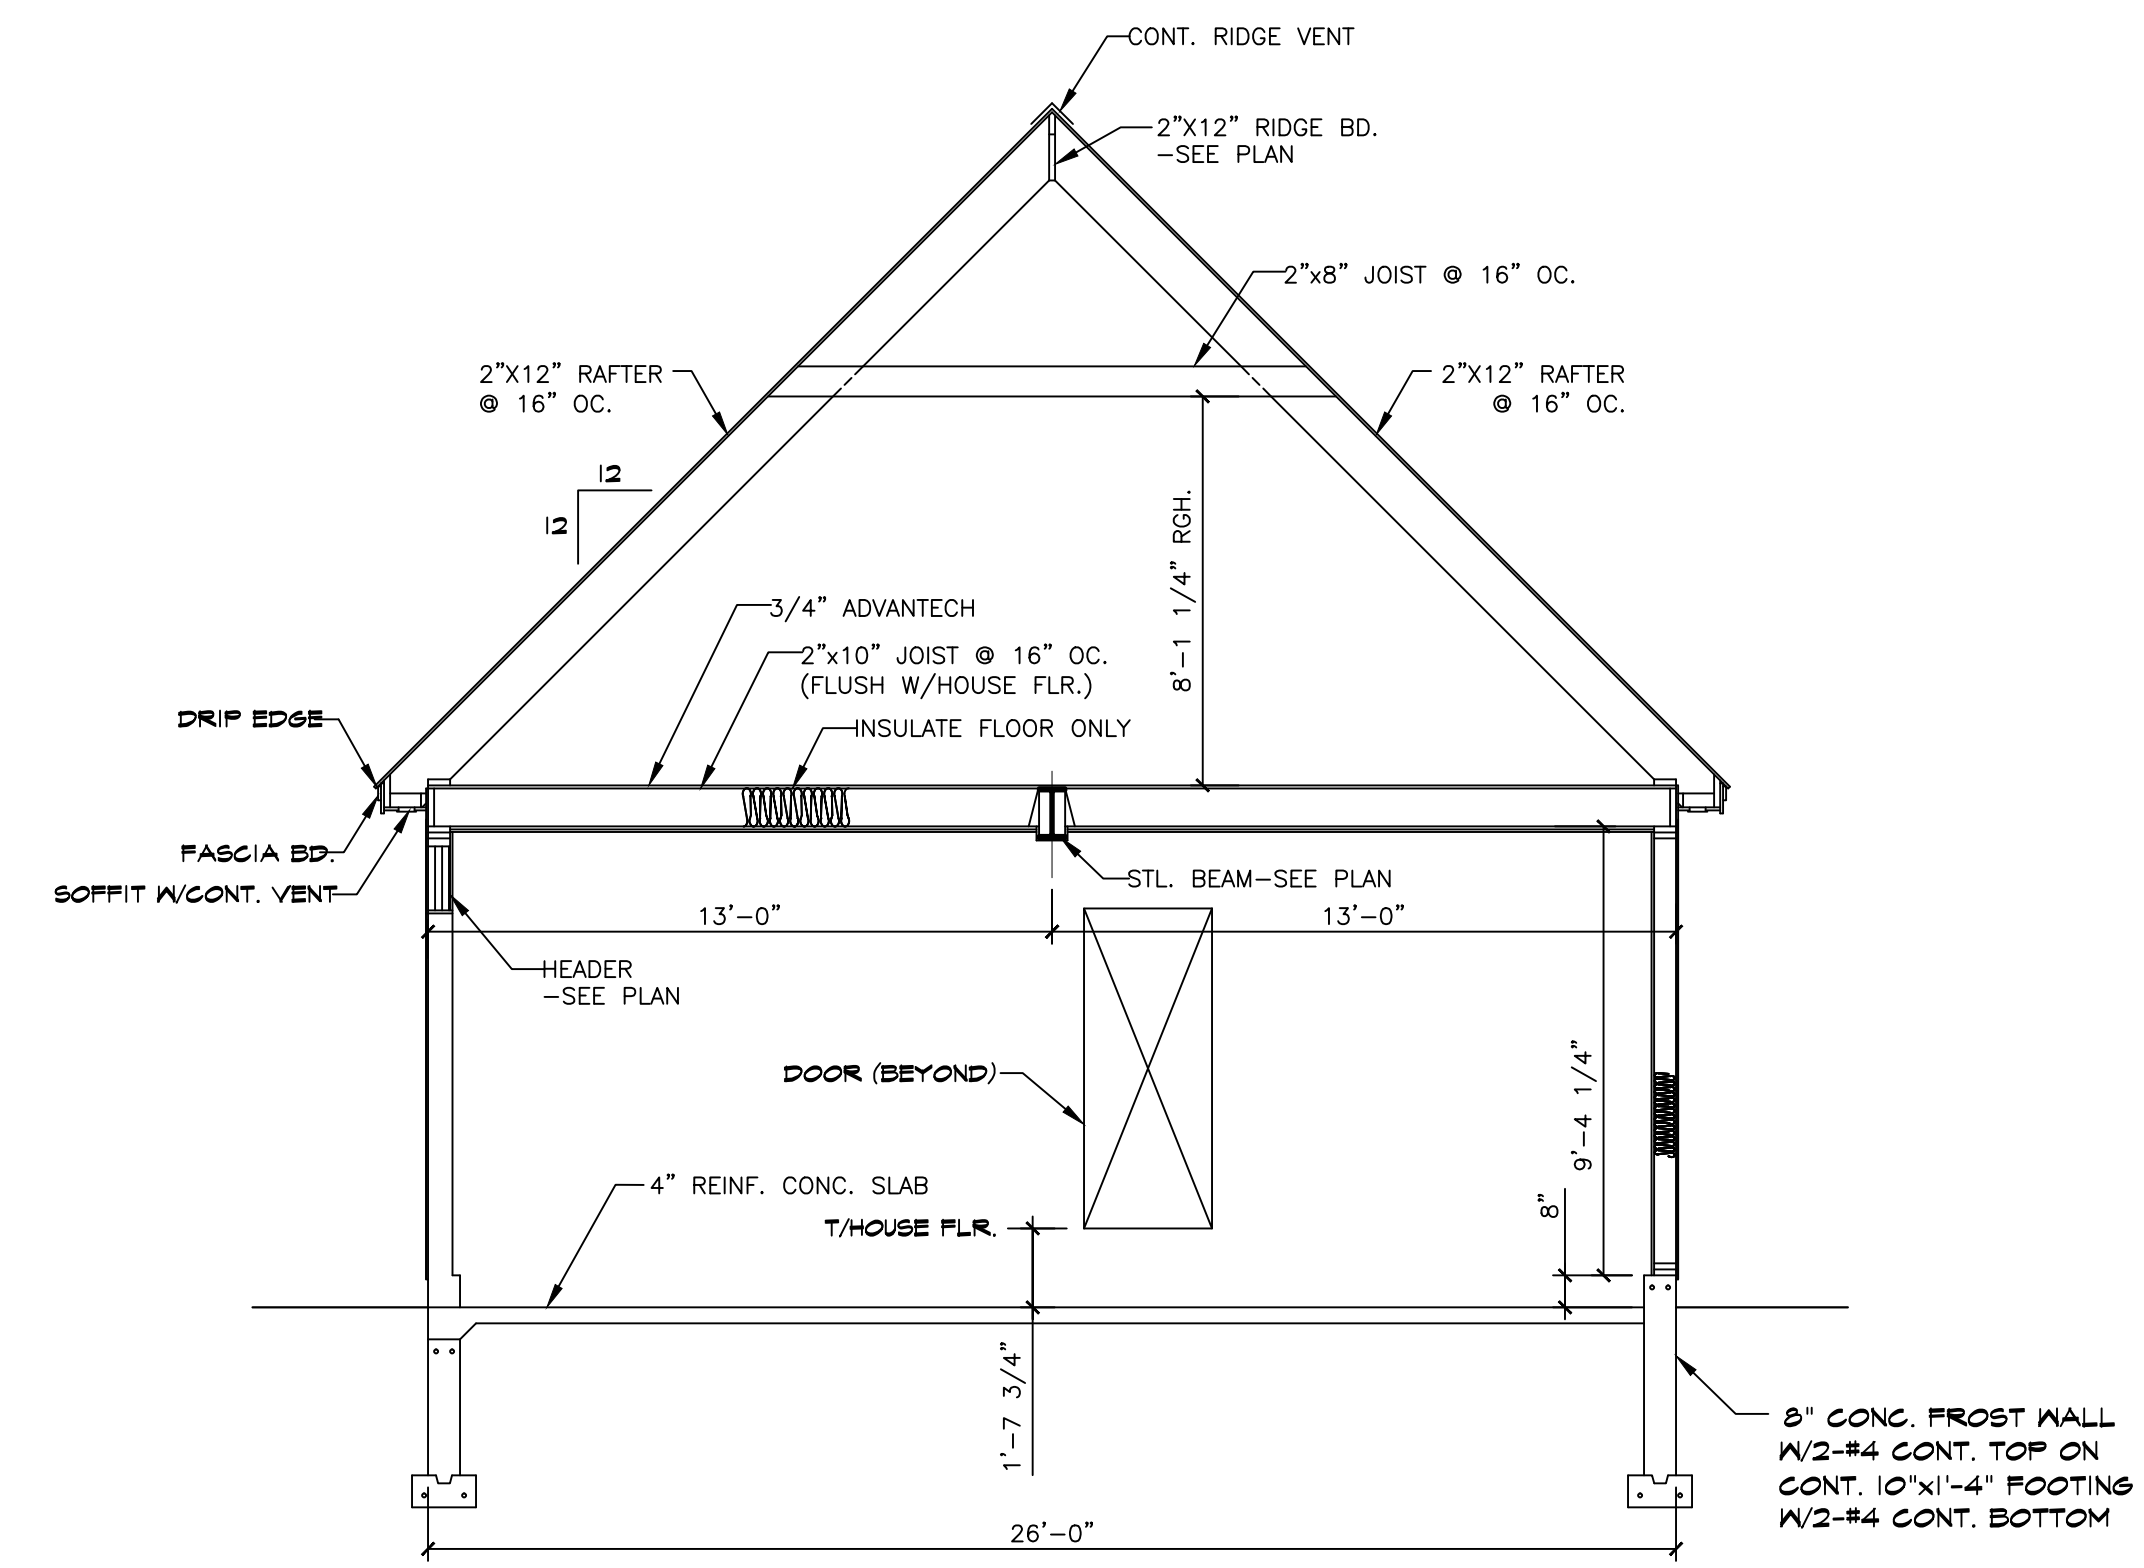 CONT. RIDGE VENT
2"X12" RIDGE BD.
-SEE PLAN
2"x8" JOIST @ 16" OC.
2"X12" RAFTER
@ 16" OC.
2"X12" RAFTER
@ 16" OC.
12
12
8'-1 1/4" RGH.
3/4" ADVANTECH
2"x10" JOIST @ 16" OC.
(FLUSH W/HOUSE FLR.)
INSULATE FLOOR ONLY
DRIP EDGE
FASCIA BD.
SOFFIT W/CONT. VENT
STL. BEAM-SEE PLAN
13'-0"
13'-0"
HEADER
-SEE PLAN
DOOR (BEYOND)
9'-4 1/4"
8"
4" REINF. CONC. SLAB
T/HOUSE FLR.
1'-7 3/4"
8" CONC. FROST WALL
W/2-#4 CONT. TOP ON
CONT. 10"x1'-4" FOOTING
W/2-#4 CONT. BOTTOM
26'-0"